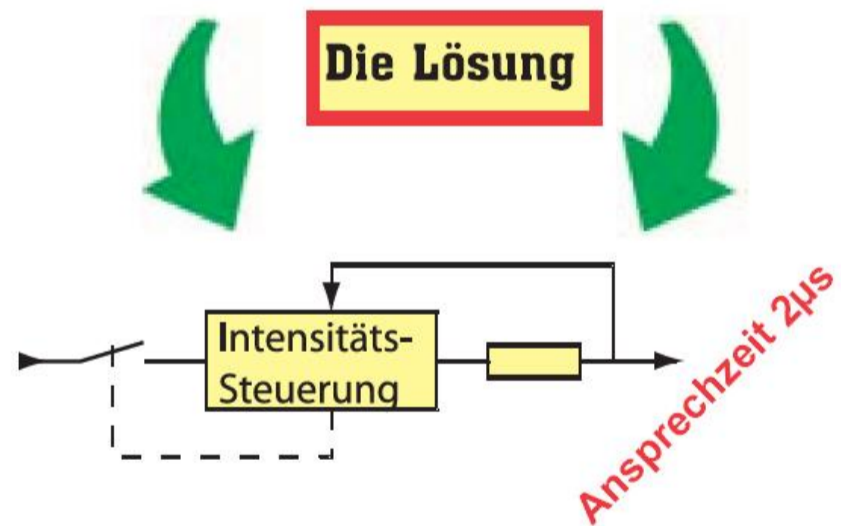 Die Lösung
Intensitäts-
Steuerung
Ansprechzeit 2µs